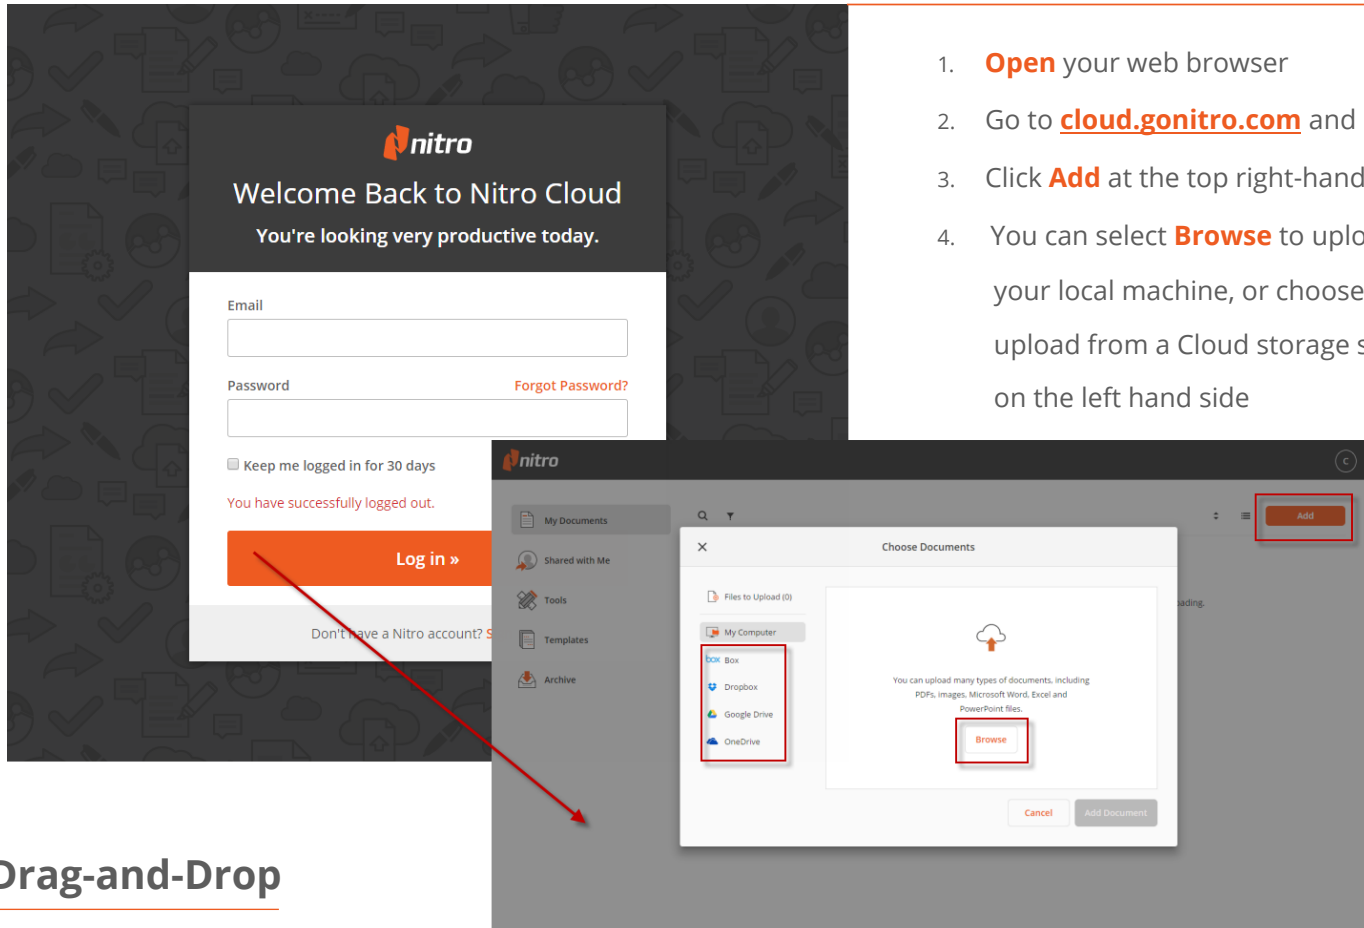 nitro
Welcome Back to Nitro Cloud
You're looking very productive today.
Email
Password Forgot Password?
Keep me logged in for 30 days
You have successfully logged out.
Log in »
Don't have a Nitro account?
1. Open your web browser
2. Go to cloud.gonitro.com and
3. Click Add at the top right-hand
4. You can select Browse to uplo
your local machine, or choose
upload from a Cloud storage s
on the left hand side
nitro
C
My Documents
Shared with Me
Tools
Templates
Archive
Add
Choose Documents
Files to Upload (0)
My Computer
box Box
Dropbox
Google Drive
OneDrive
You can upload many types of documents, including
PDFs, images, Microsoft Word, Excel and
PowerPoint files.
Browse
Cancel Add Document
oading.
Drag-and-Drop